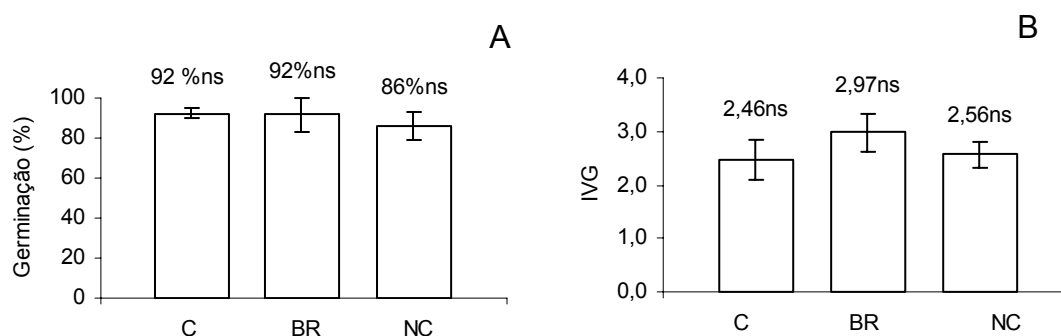 A
92 %ns
92%ns
86%ns
Germinação (%)
100
80
60
40
20
0
C
BR
NC
B
2,46ns
2,97ns
2,56ns
IVG
4,0
3,0
2,0
1,0
0,0
C
BR
NC